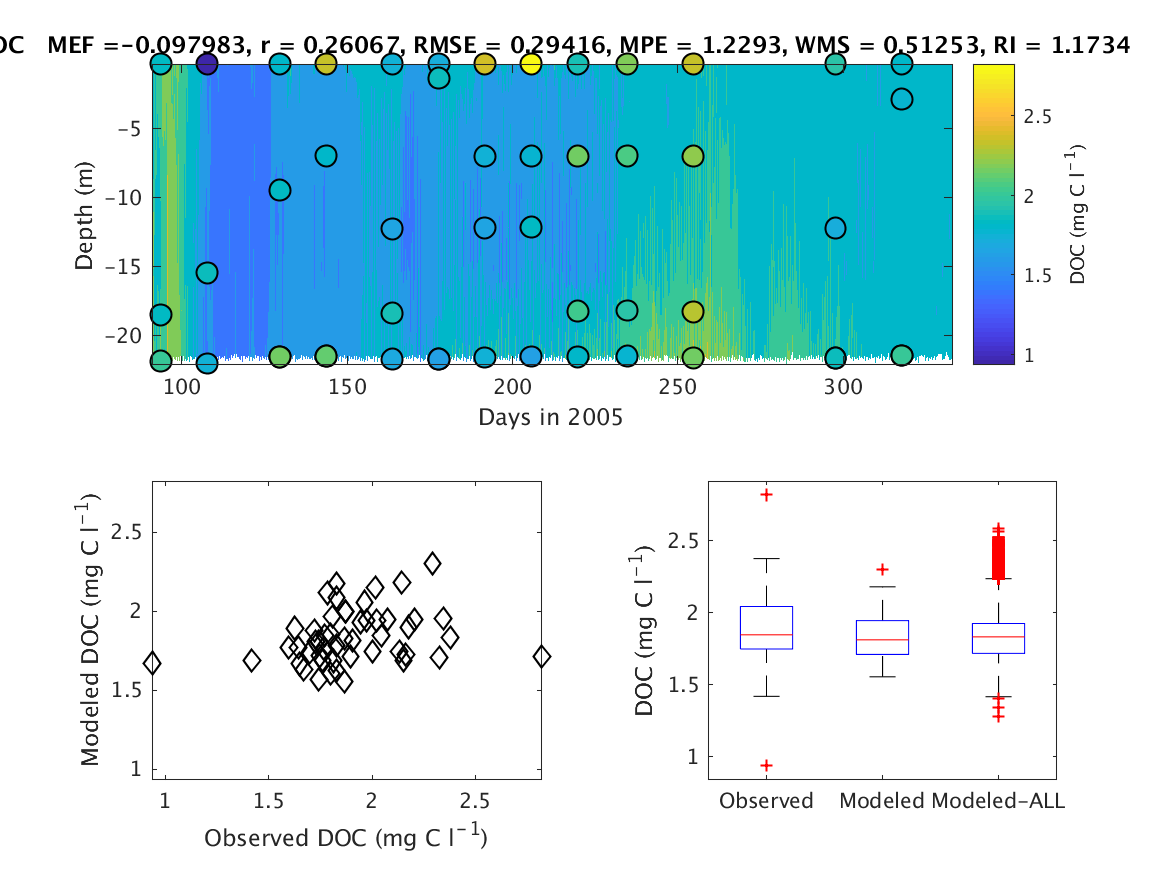 OC MEF =-0.097983, r = 0.26067, RMSE = 0.29416, MPE = 1.2293, WMS = 0.51253, RI = 1.1734
Depth (m)
-5
-10
-15
-20
100 150 200 250 300
Days in 2005
2.5
2
1.5
1
DOC (mg C l⁻¹)
Modeled DOC (mg C l⁻¹)
2.5
2
1.5
1
1 1.5 2 2.5
Observed DOC (mg C l⁻¹)
DOC (mg C l⁻¹)
2.5
2
1.5
1
Observed Modeled Modeled-ALL